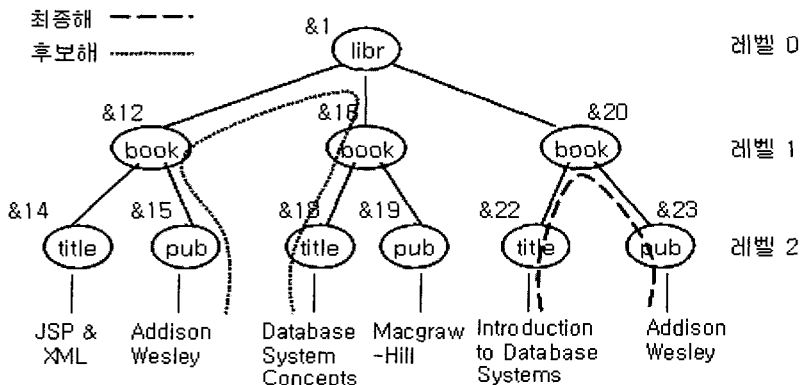 최종해
후보해
&1
libr
레벨 0
&12
&16
&20
book
book
book
레벨 1
&14
&15
&18
&19
&22
&23
title
pub
title
pub
title
pub
레벨 2
JSP &
XML
Addison
Wesley
Database
System
Concepts
Macgraw
-Hill
Introduction
to Database
Systems
Addison
Wesley